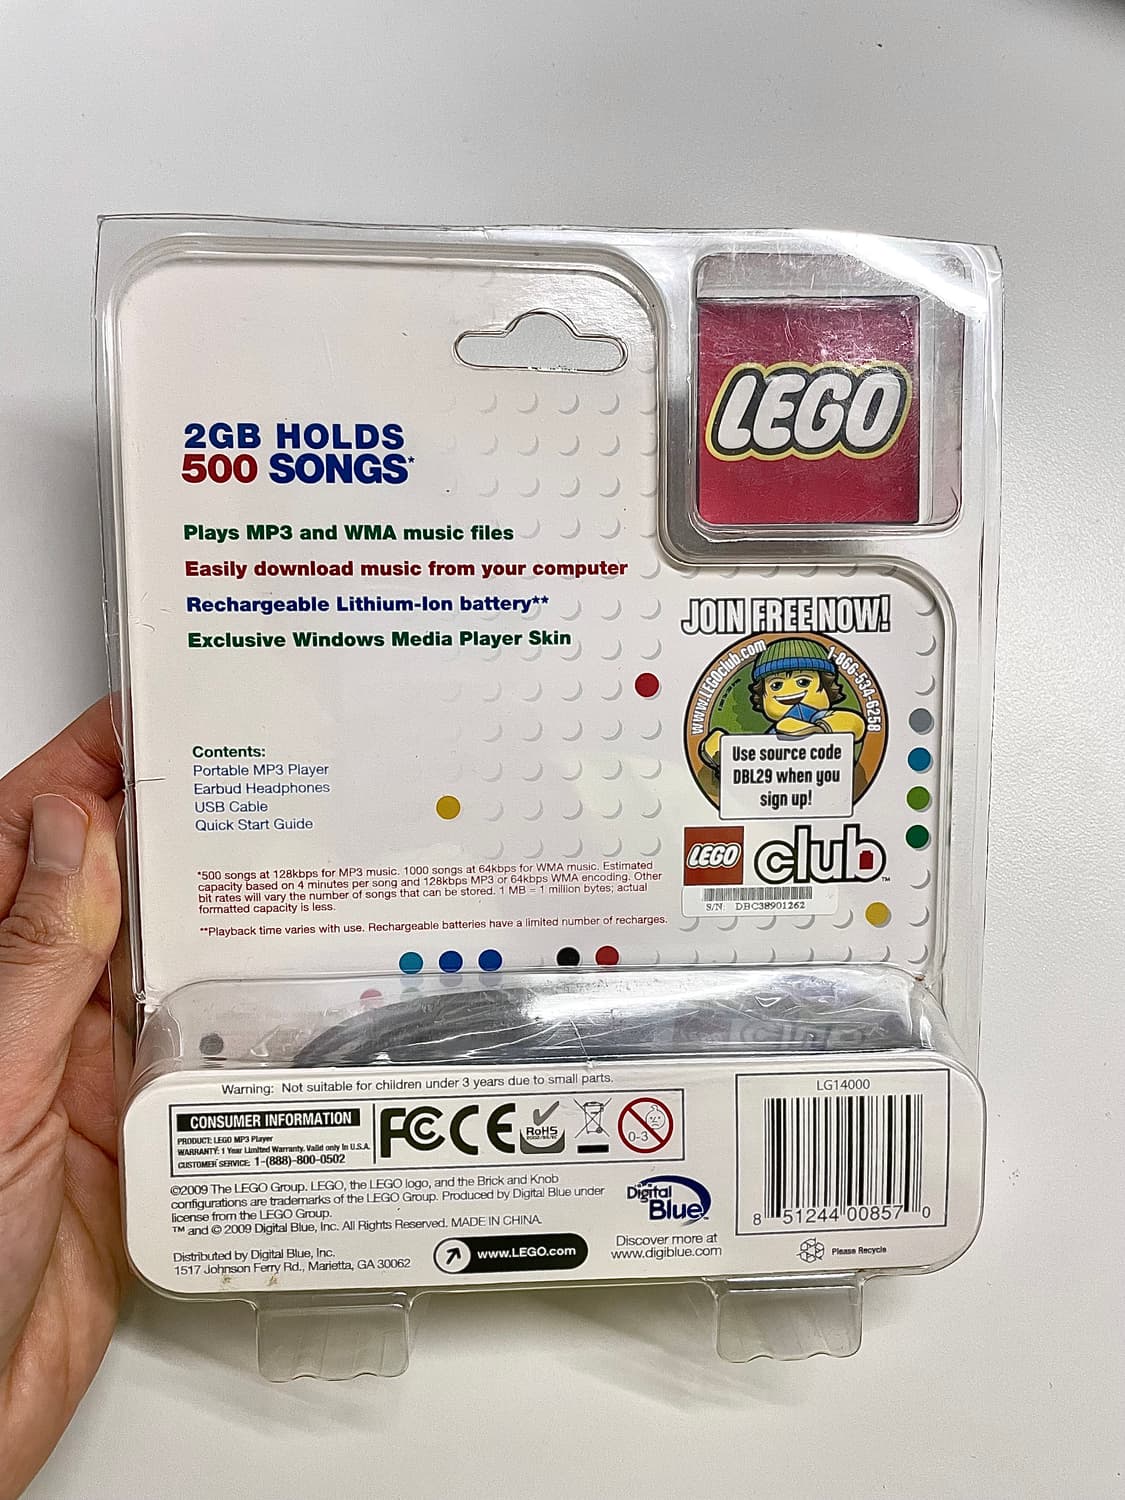 LEGO
2GB HOLDS
500 SONGS*
Plays MP3 and WMA music files
Easily download music from your computer
Rechargeable Lithium-Ion battery**
Exclusive Windows Media Player Skin
JOIN FREE NOW!
www.LEGOclub.com
1-866-534-6258
Use source code
DBL29 when you
sign up!
LEGO club™
S/N: DBC38901262
Contents:
Portable MP3 Player
Earbud Headphones
USB Cable
Quick Start Guide
*500 songs at 128kbps for MP3 music. 1000 songs at 64kbps for WMA music. Estimated
capacity based on 4 minutes per song and 128kbps MP3 or 64kbps WMA encoding. Other
bit rates will vary the number of songs that can be stored. 1 MB = 1 million bytes; actual
formatted capacity is less.
**Playback time varies with use. Rechargeable batteries have a limited number of recharges.
Warning: Not suitable for children under 3 years due to small parts.
CONSUMER INFORMATION
PRODUCT: LEGO MP3 Player
WARRANTY: 1 Year Limited Warranty. Valid only in U.S.A.
CUSTOMER SERVICE: 1-(888)-800-0502
FC CE
RoHS
2002/95/EC
0-3
©2009 The LEGO Group. LEGO, the LEGO logo, and the Brick and Knob
configurations are trademarks of the LEGO Group. Produced by Digital Blue under
license from the LEGO Group.
™ and © 2009 Digital Blue, Inc. All Rights Reserved. MADE IN CHINA.
Distributed by Digital Blue, Inc.
1517 Johnson Ferry Rd., Marietta, GA 30062
www.LEGO.com
Digital
Blue
Discover more at
www.digiblue.com
LG14000
8 51244 00857 0
Please Recycle